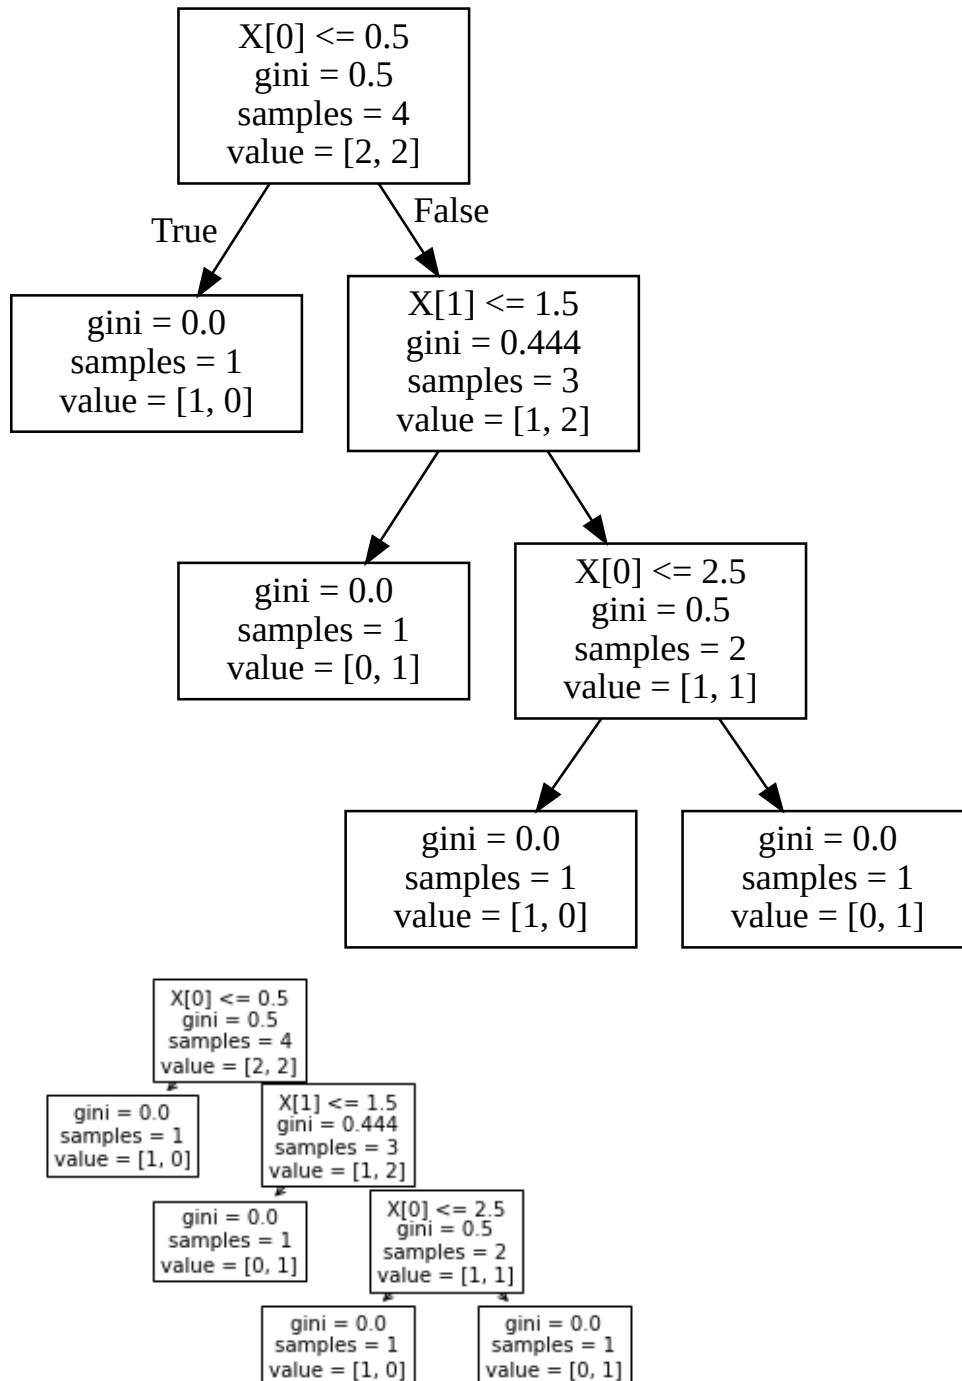 X[0] <= 0.5
gini = 0.5
samples = 4
value = [2, 2]
True
False
gini = 0.0
samples = 1
value = [1, 0]
X[1] <= 1.5
gini = 0.444
samples = 3
value = [1, 2]
gini = 0.0
samples = 1
value = [0, 1]
X[0] <= 2.5
gini = 0.5
samples = 2
value = [1, 1]
gini = 0.0
samples = 1
value = [1, 0]
gini = 0.0
samples = 1
value = [0, 1]
X[0] <= 0.5
gini = 0.5
samples = 4
value = [2, 2]
gini = 0.0
samples = 1
value = [1, 0]
X[1] <= 1.5
gini = 0.444
samples = 3
value = [1, 2]
gini = 0.0
samples = 1
value = [0, 1]
X[0] <= 2.5
gini = 0.5
samples = 2
value = [1, 1]
gini = 0.0
samples = 1
value = [1, 0]
gini = 0.0
samples = 1
value = [0, 1]